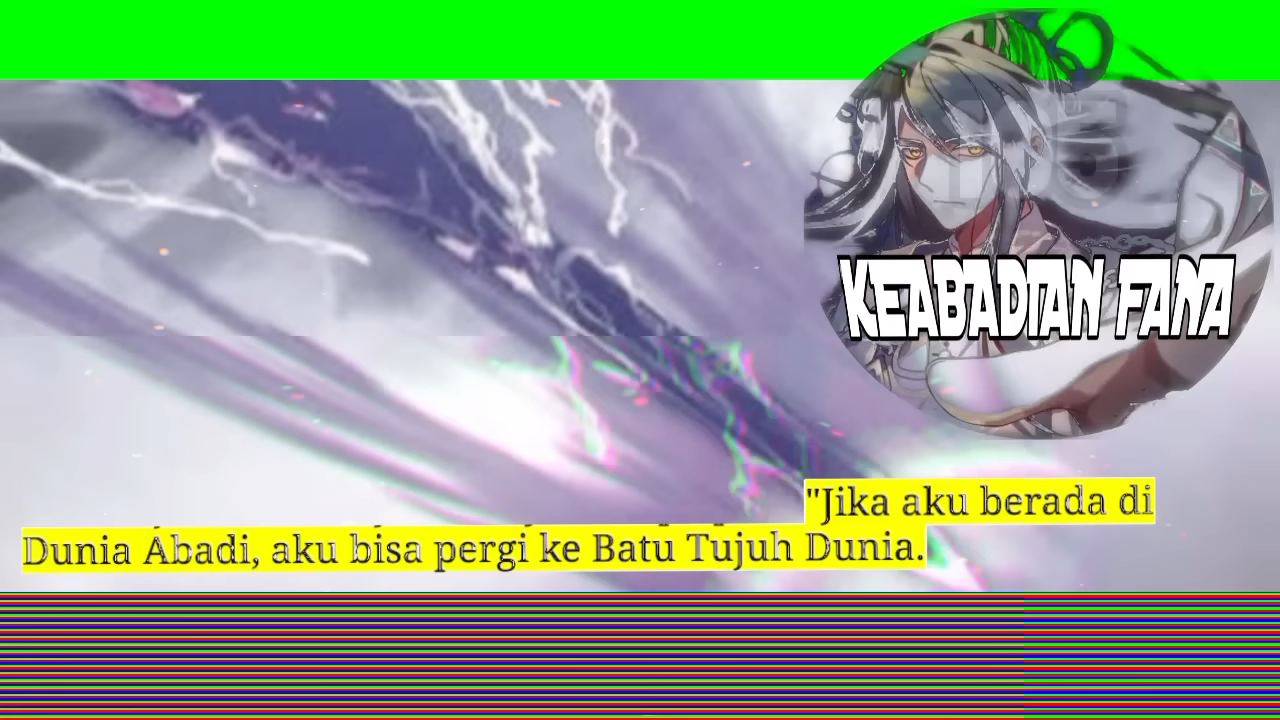 KEABADIAN FANA
"Jika aku berada di
Dunia Abadi, aku bisa pergi ke Batu Tujuh Dunia.